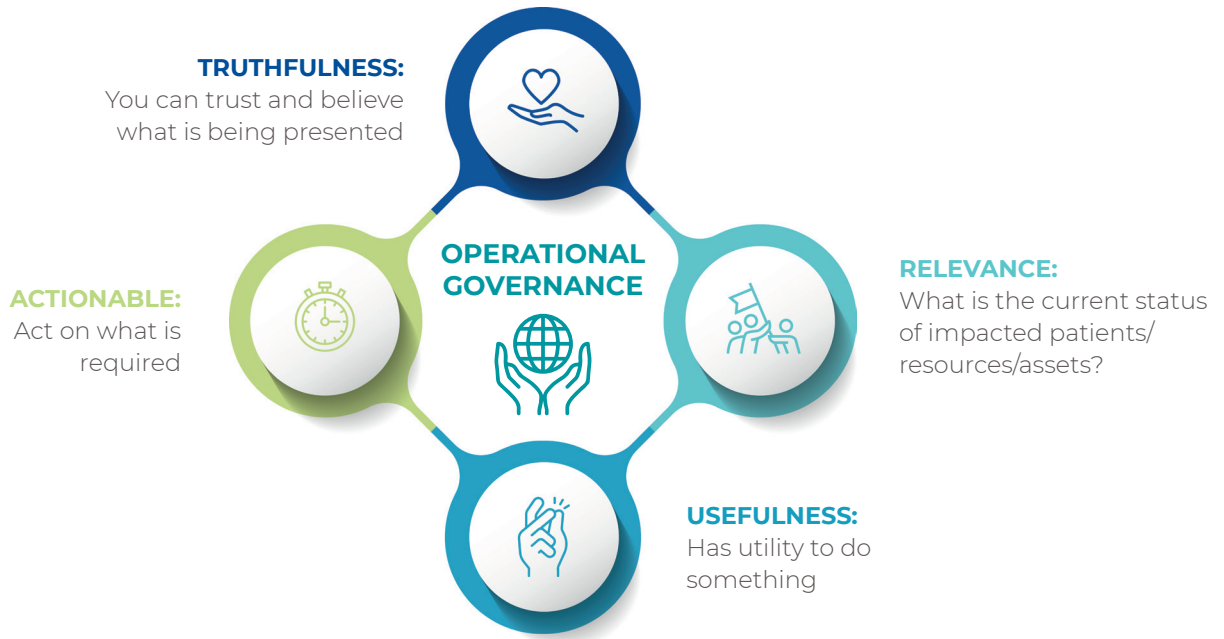 TRUTHFULNESS:
You can trust and believe
what is being presented
OPERATIONAL
GOVERNANCE
RELEVANCE:
What is the current status
of impacted patients/
resources/assets?
ACTIONABLE:
Act on what is
required
USEFULNESS:
Has utility to do
something